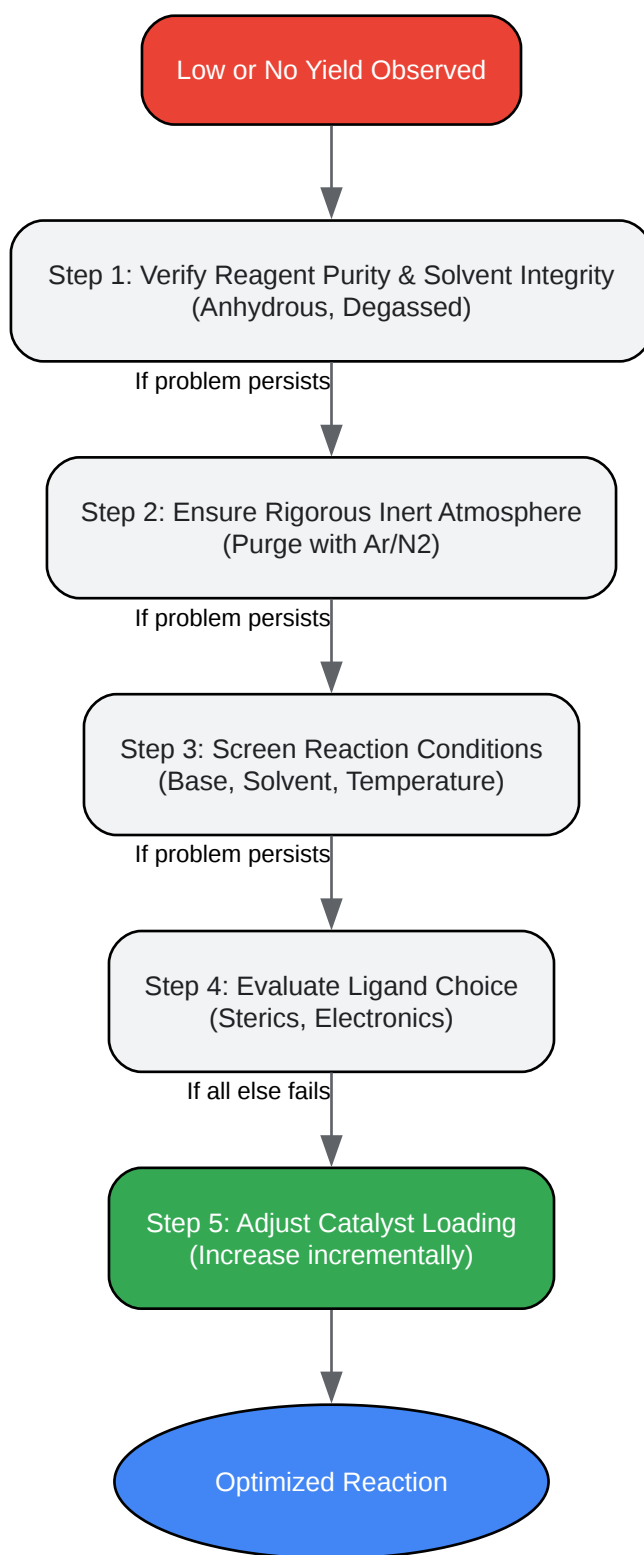 Low or No Yield Observed
Step 1: Verify Reagent Purity & Solvent Integrity
(Anhydrous, Degassed)
If problem persists
Step 2: Ensure Rigorous Inert Atmosphere
(Purge with Ar/N2)
If problem persists
Step 3: Screen Reaction Conditions
(Base, Solvent, Temperature)
If problem persists
Step 4: Evaluate Ligand Choice
(Sterics, Electronics)
If all else fails
Step 5: Adjust Catalyst Loading
(Increase incrementally)
Optimized Reaction